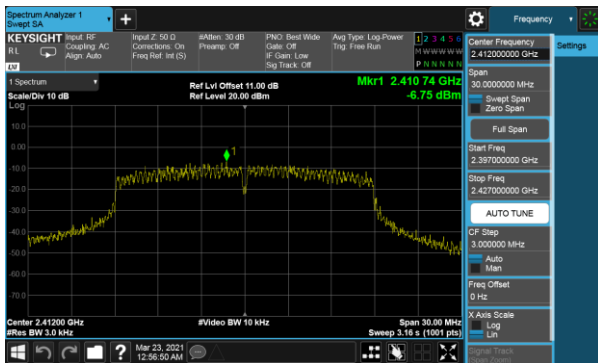 Spectrum Analyzer 1
Swept SA
+
Frequency
KEYSIGHT
RL
Input: RF
Coupling: AC
Align: Auto
Input Z: 50 Ω
Corrections: On
Freq Ref: Int (S)
#Atten: 30 dB
Preamp: Off
PNO: Best Wide
Gate: Off
IF Gain: Low
Sig Track: Off
Avg Type: Log-Power
Trig: Free Run
1 2 3 4 5 6
M W W W W W
P N N N N N
LXI
1 Spectrum
Scale/Div 10 dB
Ref Lvl Offset 11.00 dB
Ref Level 20.00 dBm
Mkr1 2.410 74 GHz
-6.75 dBm
Log
10.0
0.00
-10.0
-20.0
-30.0
-40.0
-50.0
-60.0
-70.0
1
Center 2.41200 GHz
#Res BW 3.0 kHz
#Video BW 10 kHz
Span 30.00 MHz
Sweep 3.16 s (1001 pts)
Center Frequency
2.412000000 GHz
Span
30.0000000 MHz
Swept Span
Zero Span
Full Span
Start Freq
2.397000000 GHz
Stop Freq
2.427000000 GHz
AUTO TUNE
CF Step
3.000000 MHz
Auto
Man
Freq Offset
0 Hz
X Axis Scale
Log
Lin
Signal Track
(Span Zoom)
Settings
?
Mar 23, 2021
12:56:50 AM